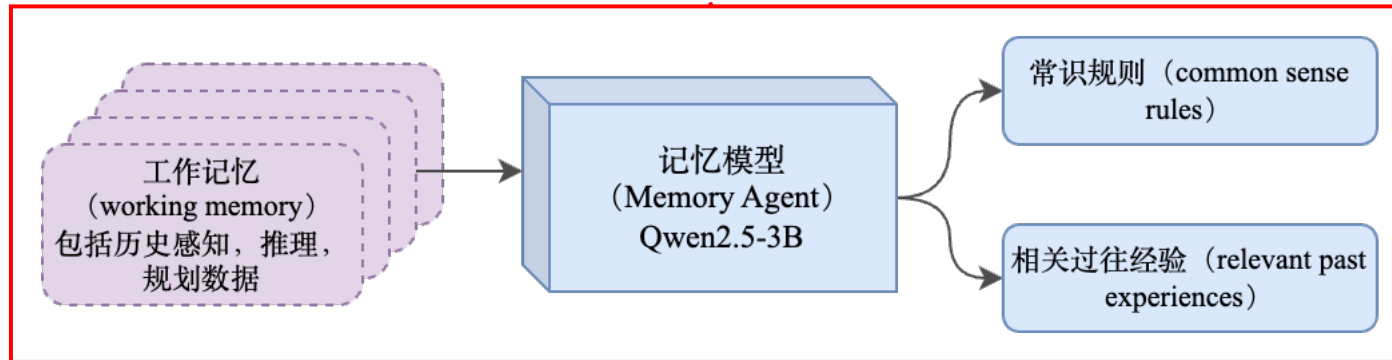 工作记忆
（working memory）
包括历史感知，推理，
规划数据
记忆模型
（Memory Agent）
Qwen2.5-3B
常识规则（common sense
rules）
相关过往经验（relevant past
experiences）